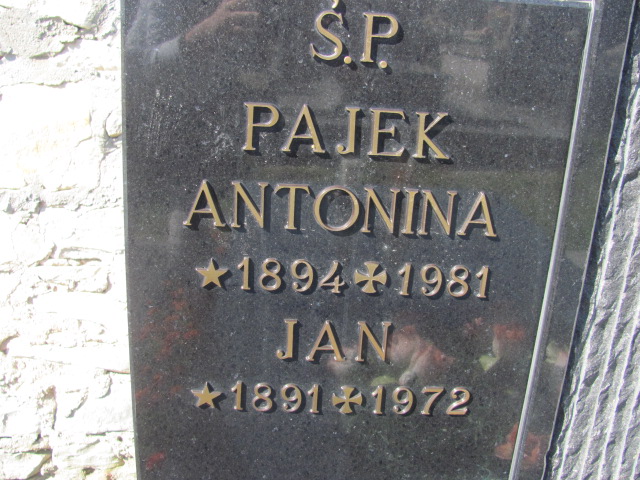 Ś.P.
PAJEK
ANTONINA
★1894✠1981
JAN
★1891✠1972